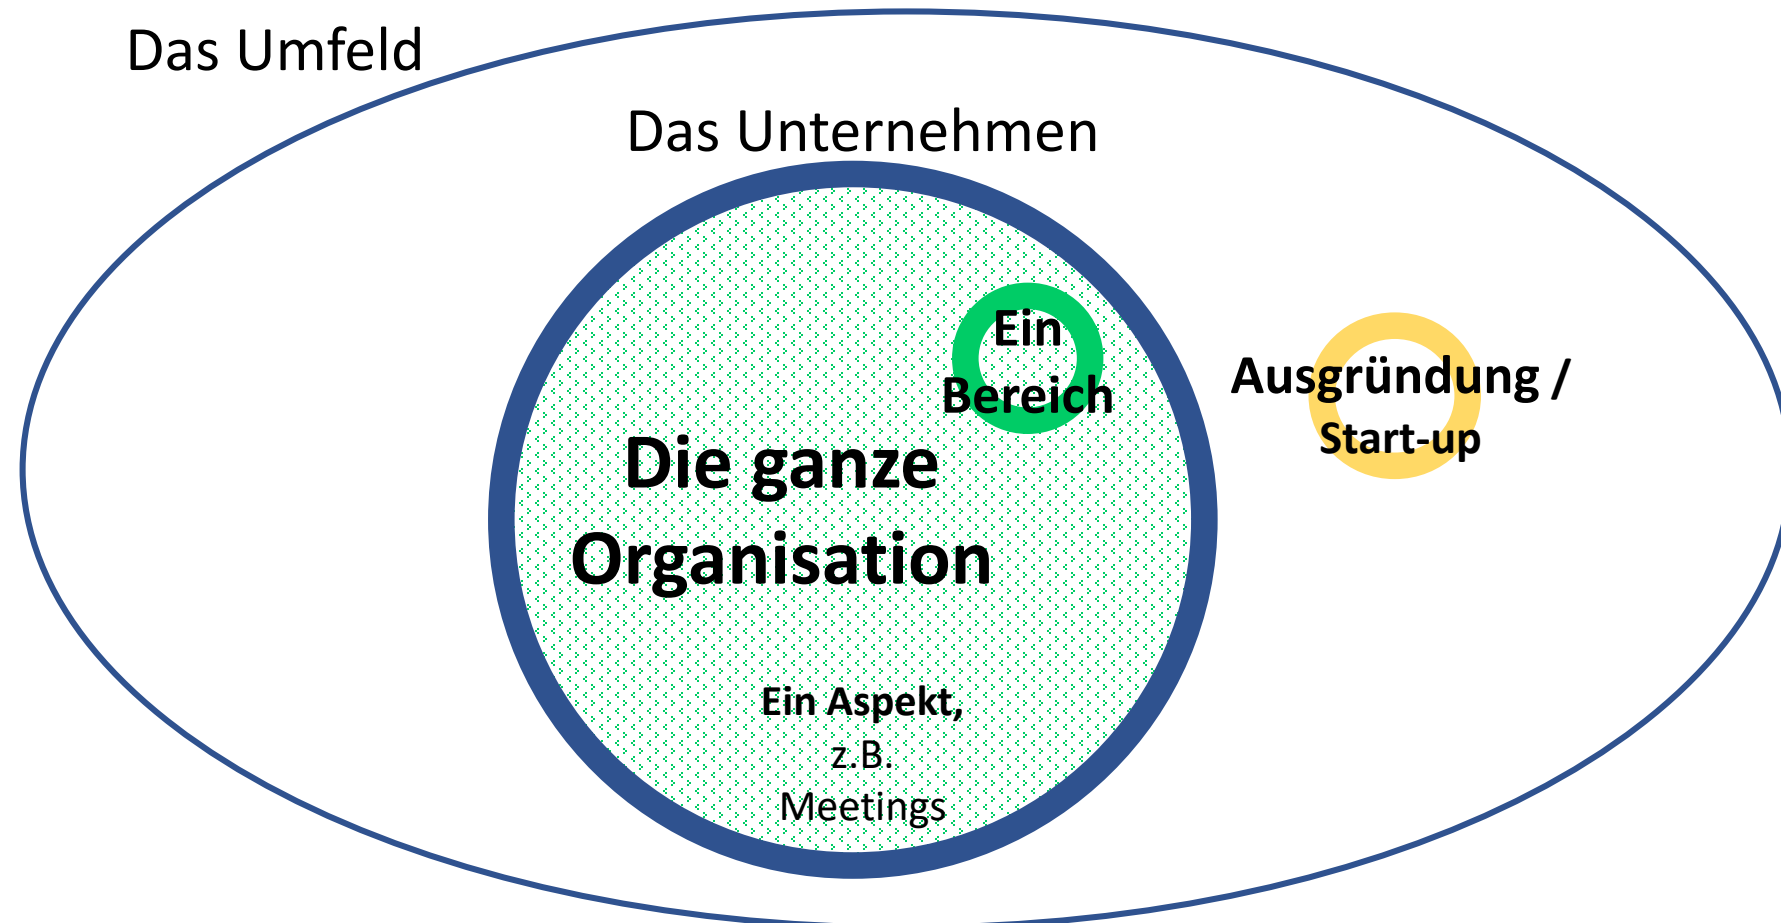 Das Umfeld
Das Unternehmen
Ein
Bereich
Ausgründung /
Start-up
Die ganze
Organisation
Ein Aspekt,
z.B.
Meetings